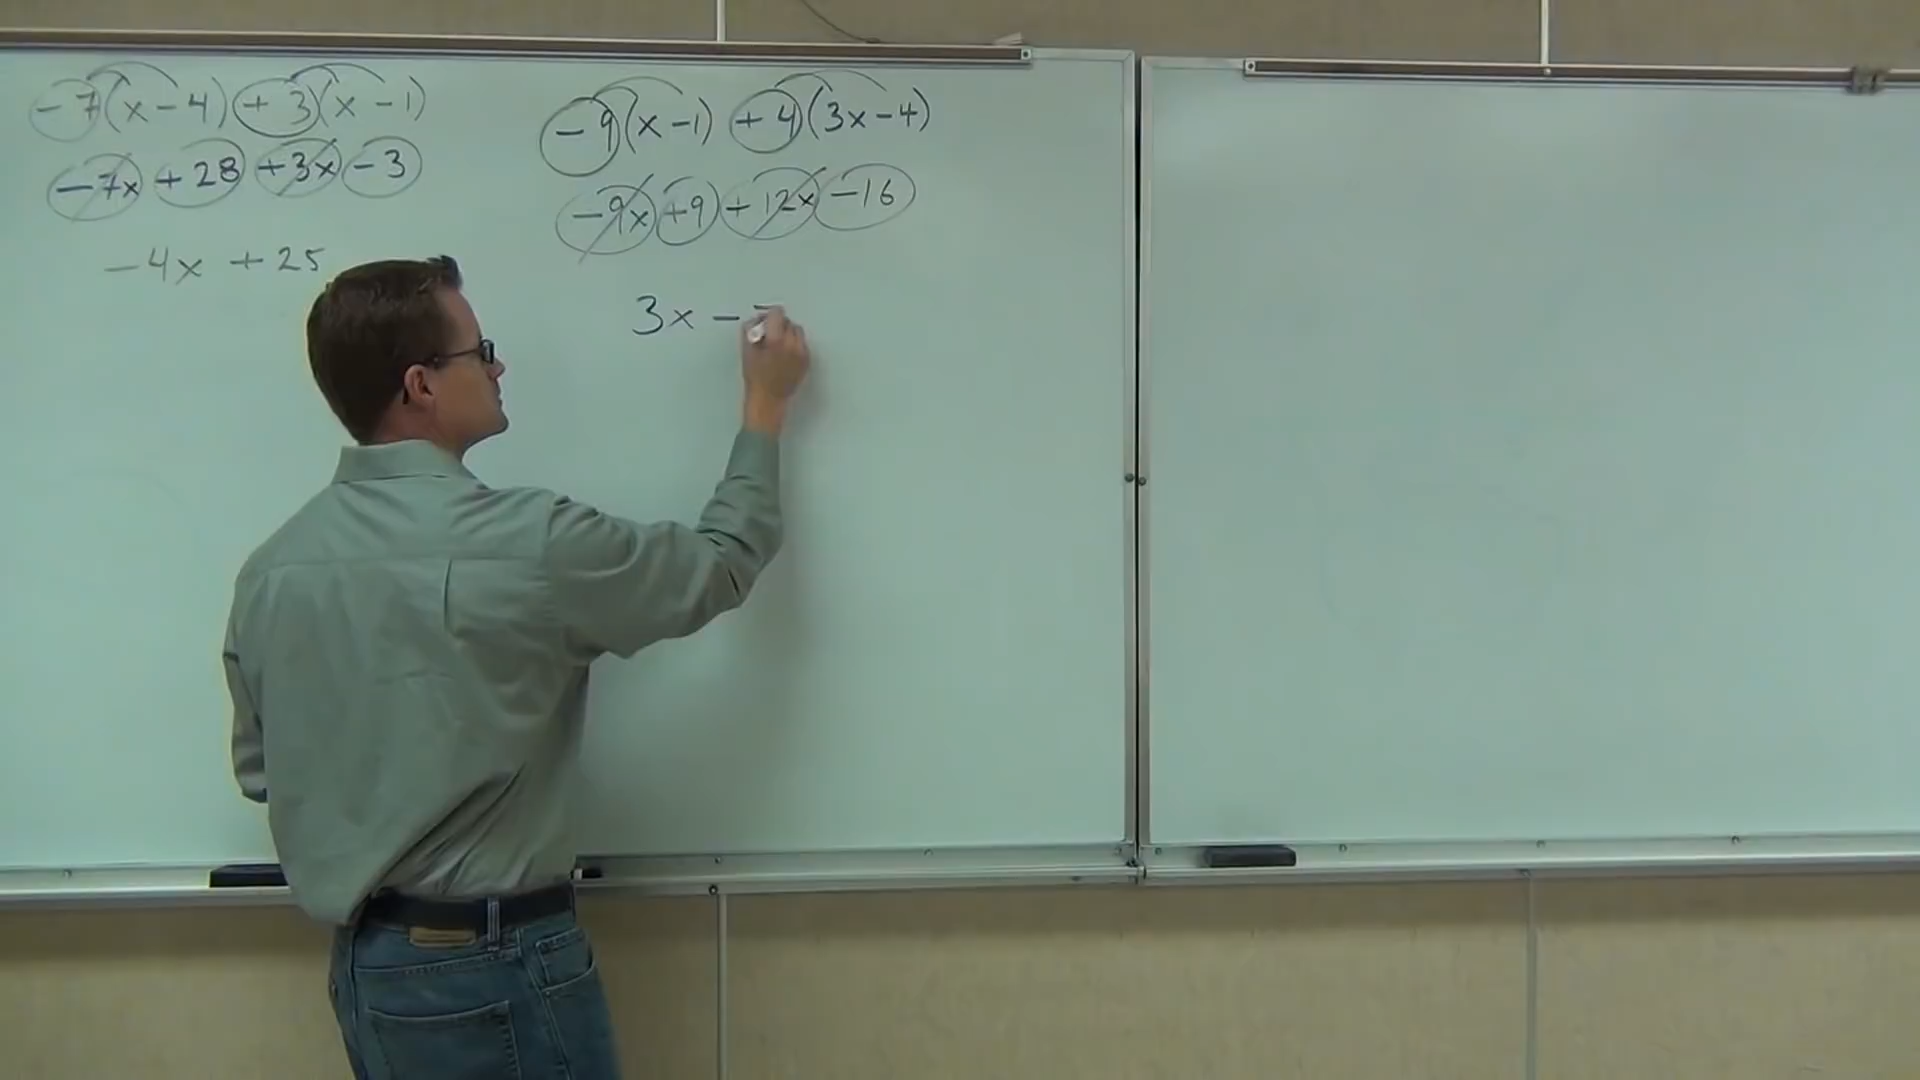 -7(x-4)+3(x-1)
-7x+28+3x-3
-4x+25
-9(x-1)+4(3x-4)
-9x+9+12x-16
3x-